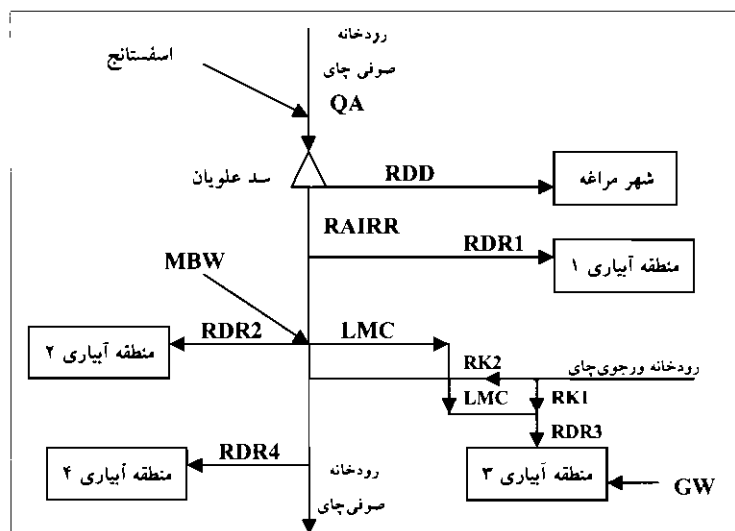 رودخانه
صوفی چای
اسفستانج
QA
سد علویان
RDD
شهر مراغه
RAIRR
RDR1
منطقه آبیاری ۱
MBW
منطقه آبیاری ۲
RDR2
LMC
RK2
رودخانه ورجوی‌چای
LMC
RK1
RDR3
منطقه آبیاری ۴
RDR4
رودخانه
صوفی‌چای
منطقه آبیاری ۳
GW